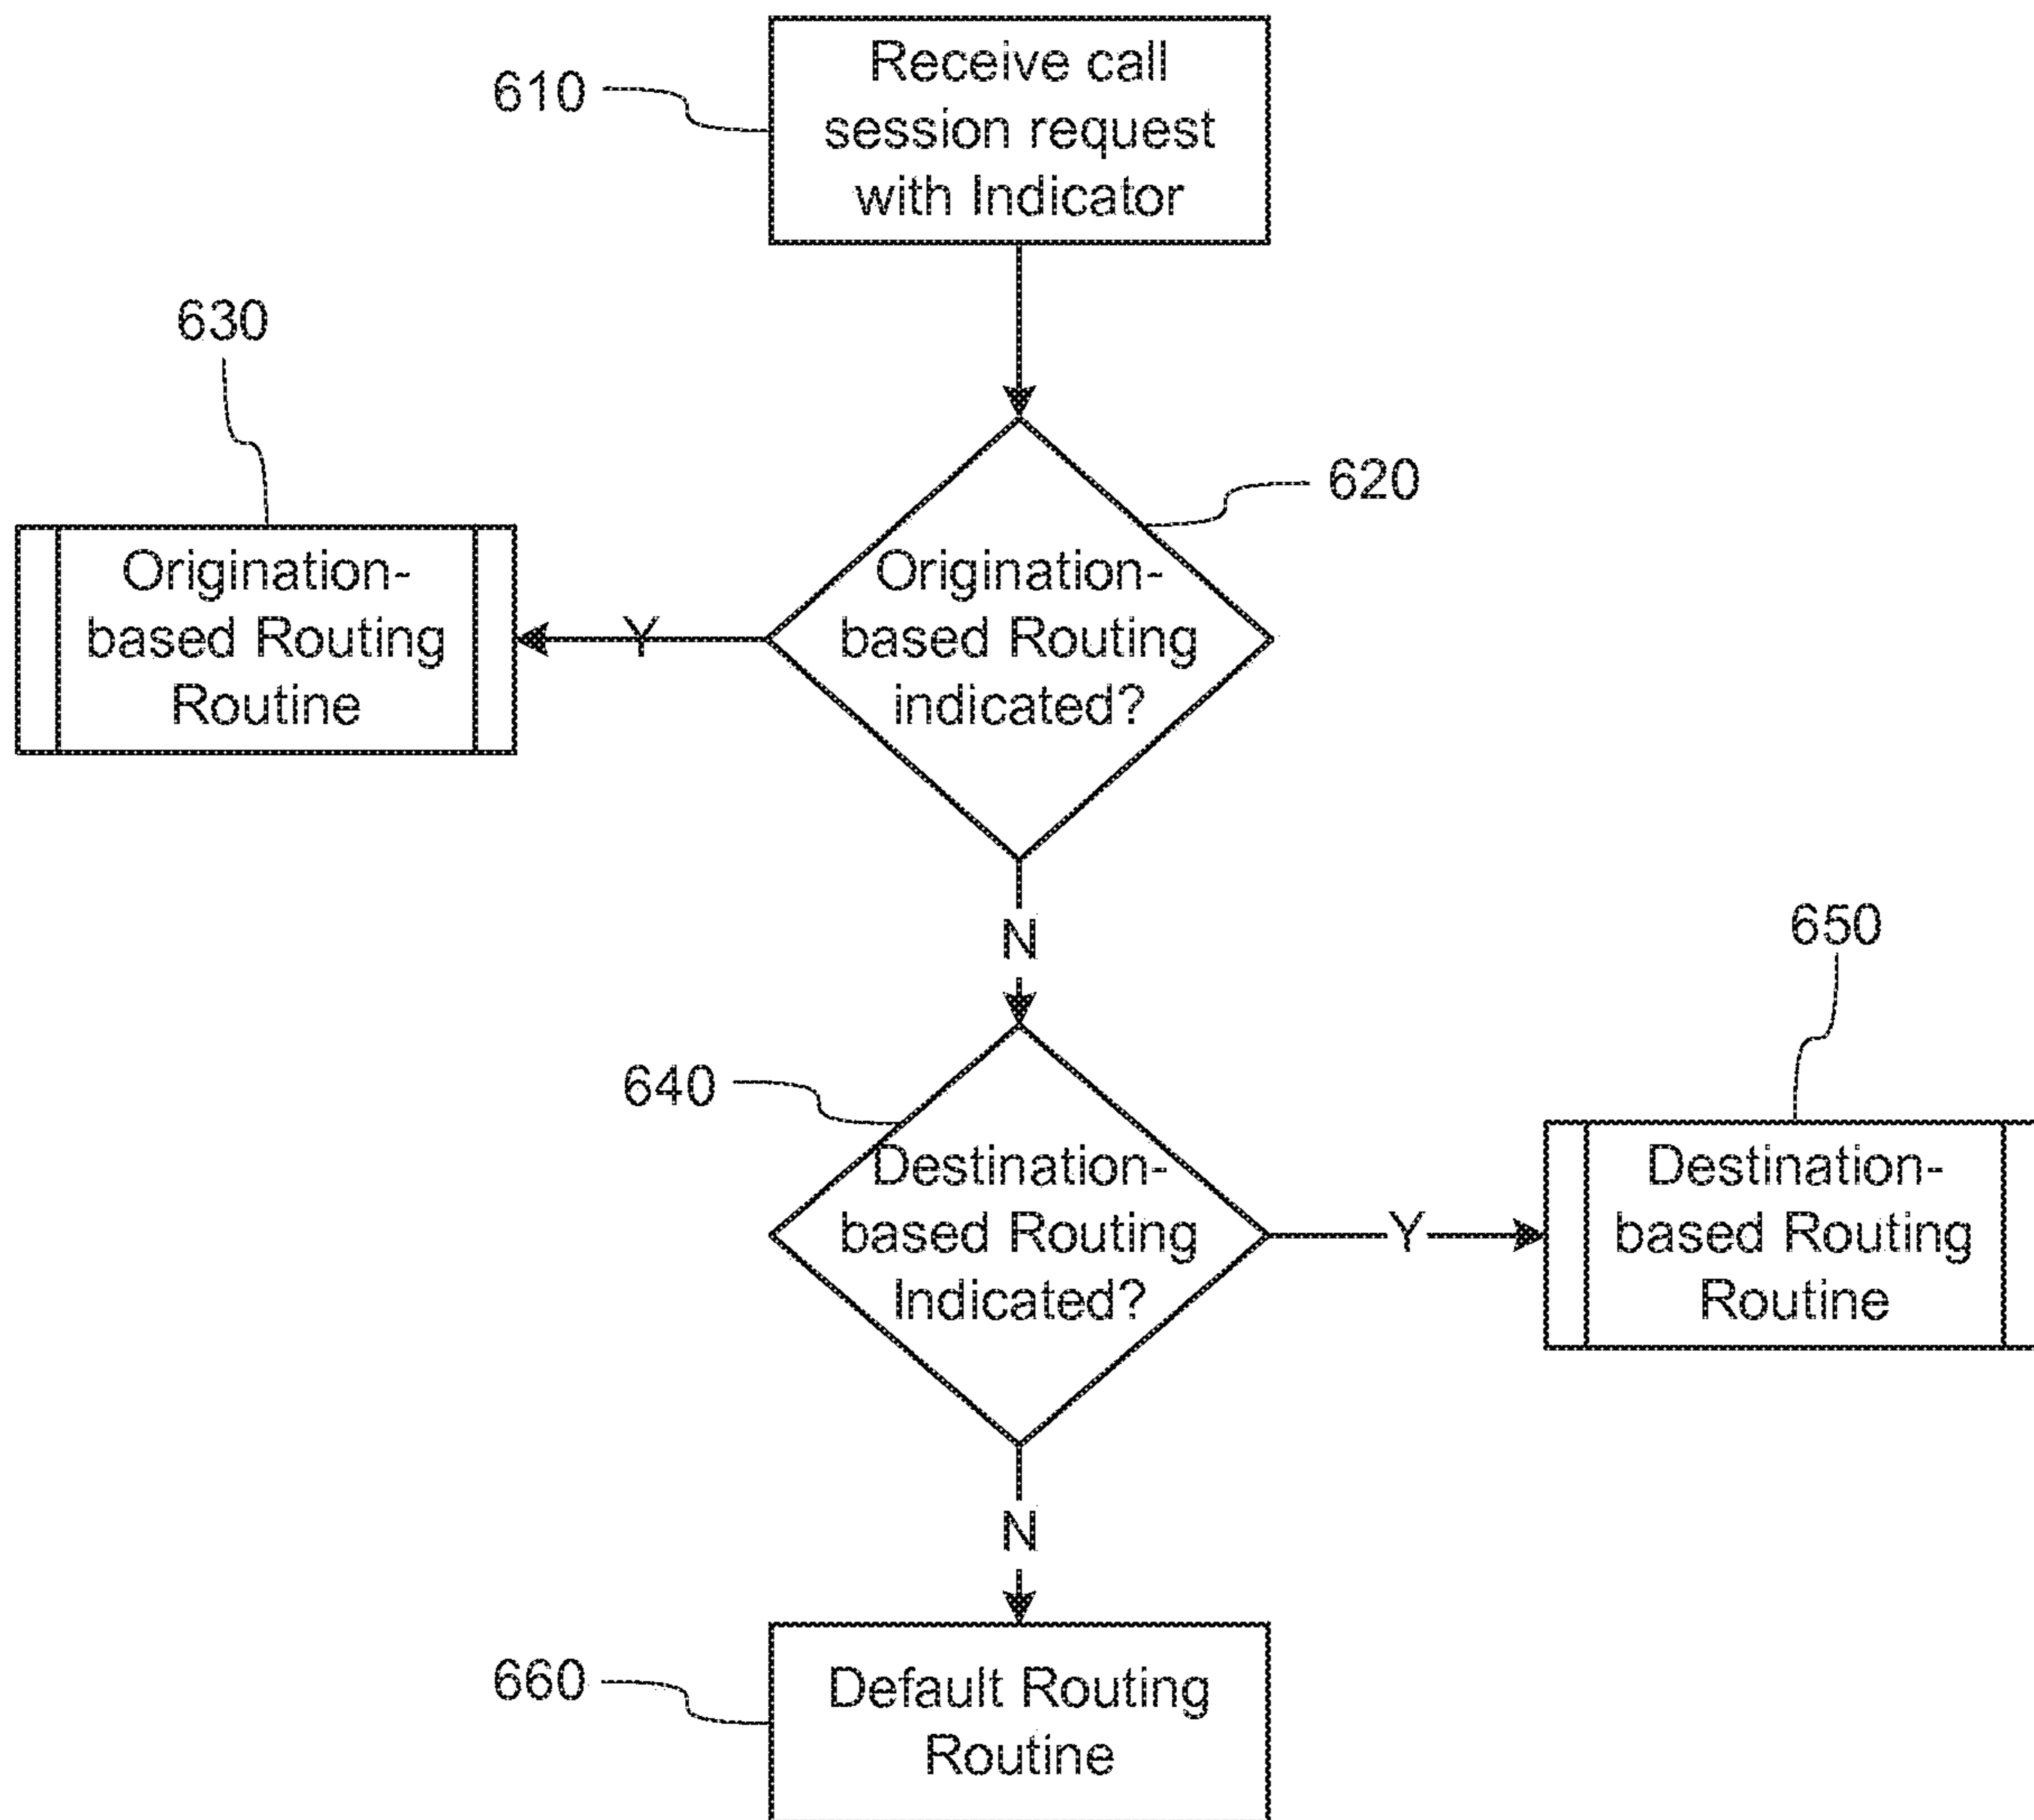 Receive call
session request
with Indicator
610
630
620
Origination-
based Routing
Routine
Y
Origination-
based Routing
indicated?
N
650
640
Destination-
based Routing
Indicated?
Y
Destination-
based Routing
Routine
N
660
Default Routing
Routine